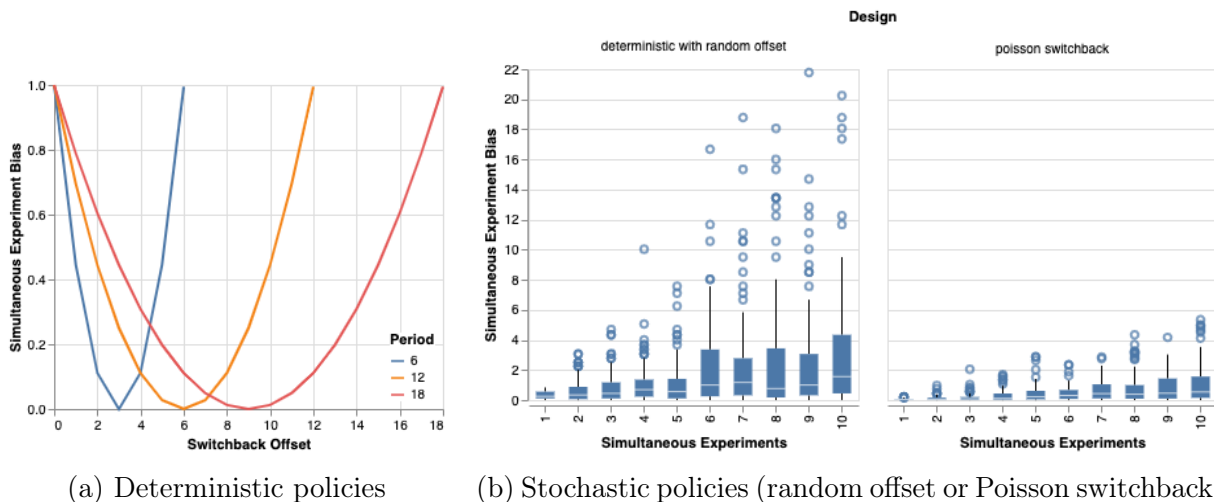 Simultaneous Experiment Bias
1.0
0.8
0.6
0.4
0.2
0.0
0 2 4 6 8 10 12 14 16 18
Switchback Offset
Period
6
12
18
(a) Deterministic policies
Design
deterministic with random offset
poisson switchback
Simultaneous Experiment Bias
22
20
18
16
14
12
10
8
6
4
2
0
1 2 3 4 5 6 7 8 9 10
Simultaneous Experiments
1 2 3 4 5 6 7 8 9 10
Simultaneous Experiments
(b) Stochastic policies (random offset or Poisson switchback